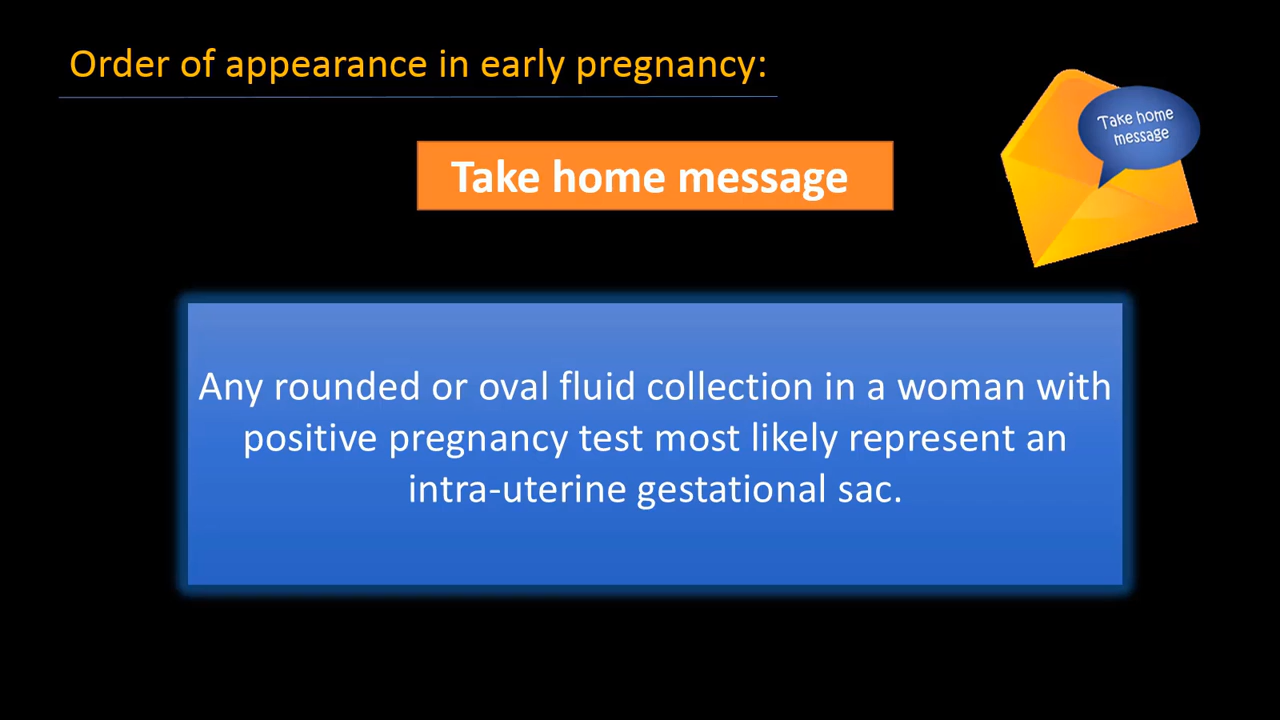 Order of appearance in early pregnancy:
Take home
message
Take home message
Any rounded or oval fluid collection in a woman with
positive pregnancy test most likely represent an
intra-uterine gestational sac.